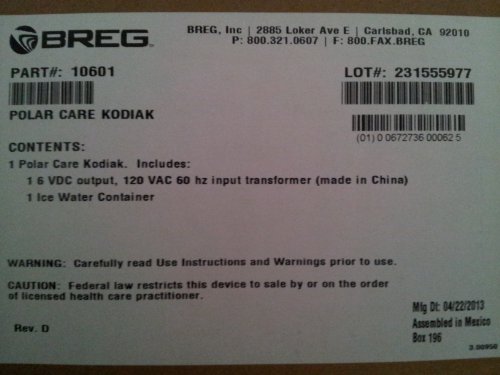 BREG
BREG, Inc | 2885 Loker Ave E | Carlsbad, CA 92010
P: 800.321.0607 | F: 800.FAX.BREG
PART#: 10601
LOT#: 231555977
POLAR CARE KODIAK
(01) 0 0672736 00062 5
CONTENTS:
1 Polar Care Kodiak. Includes:
1 6 VDC output, 120 VAC 60 hz input transformer (made in China)
1 Ice Water Container
WARNING: Carefully read Use Instructions and Warnings prior to use.
CAUTION: Federal law restricts this device to sale by or on the order
of licensed health care practitioner.
Mfg Dt: 04/22/2013
Assembled in Mexico
Box 196
Rev. D
2.00950